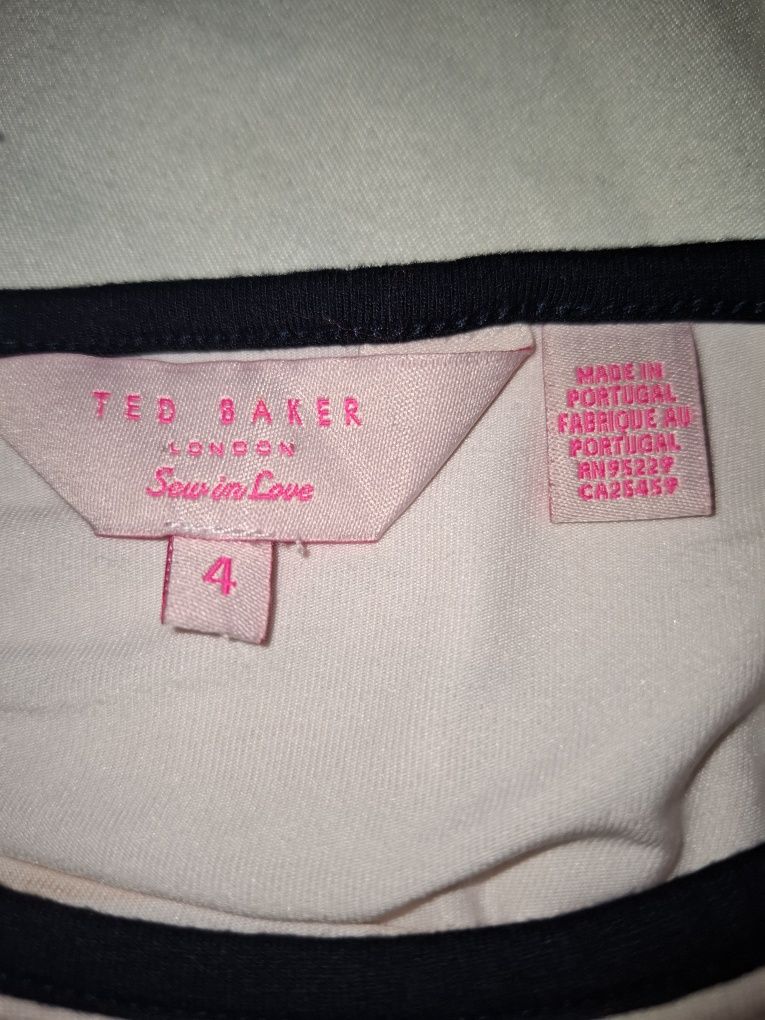 TED BAKER
LONDON
Sew in Love
4
MADE IN
PORTUGAL
FABRIQUE AU
PORTUGAL
RN95229
CA25459